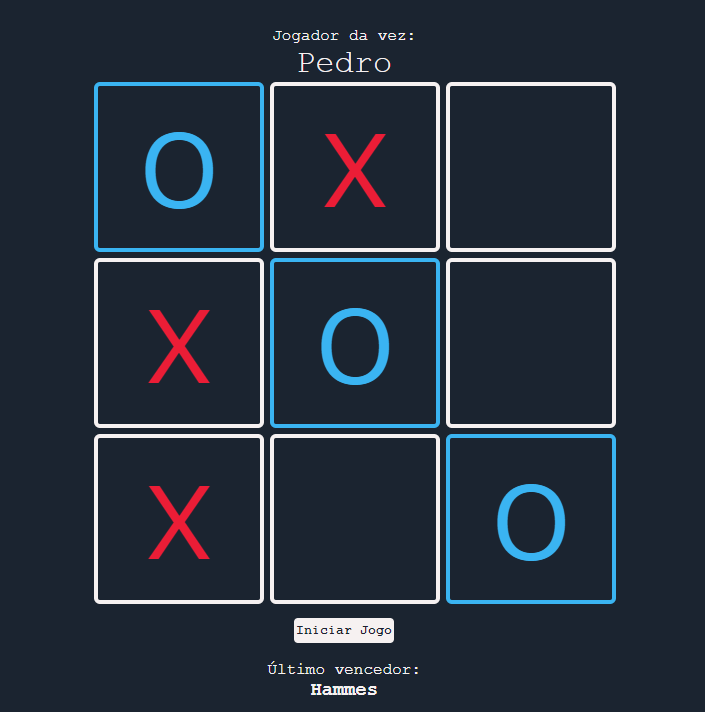 Jogador da vez:
Pedro
O X
X O
X O
Iniciar Jogo
Último vencedor:
Hammes